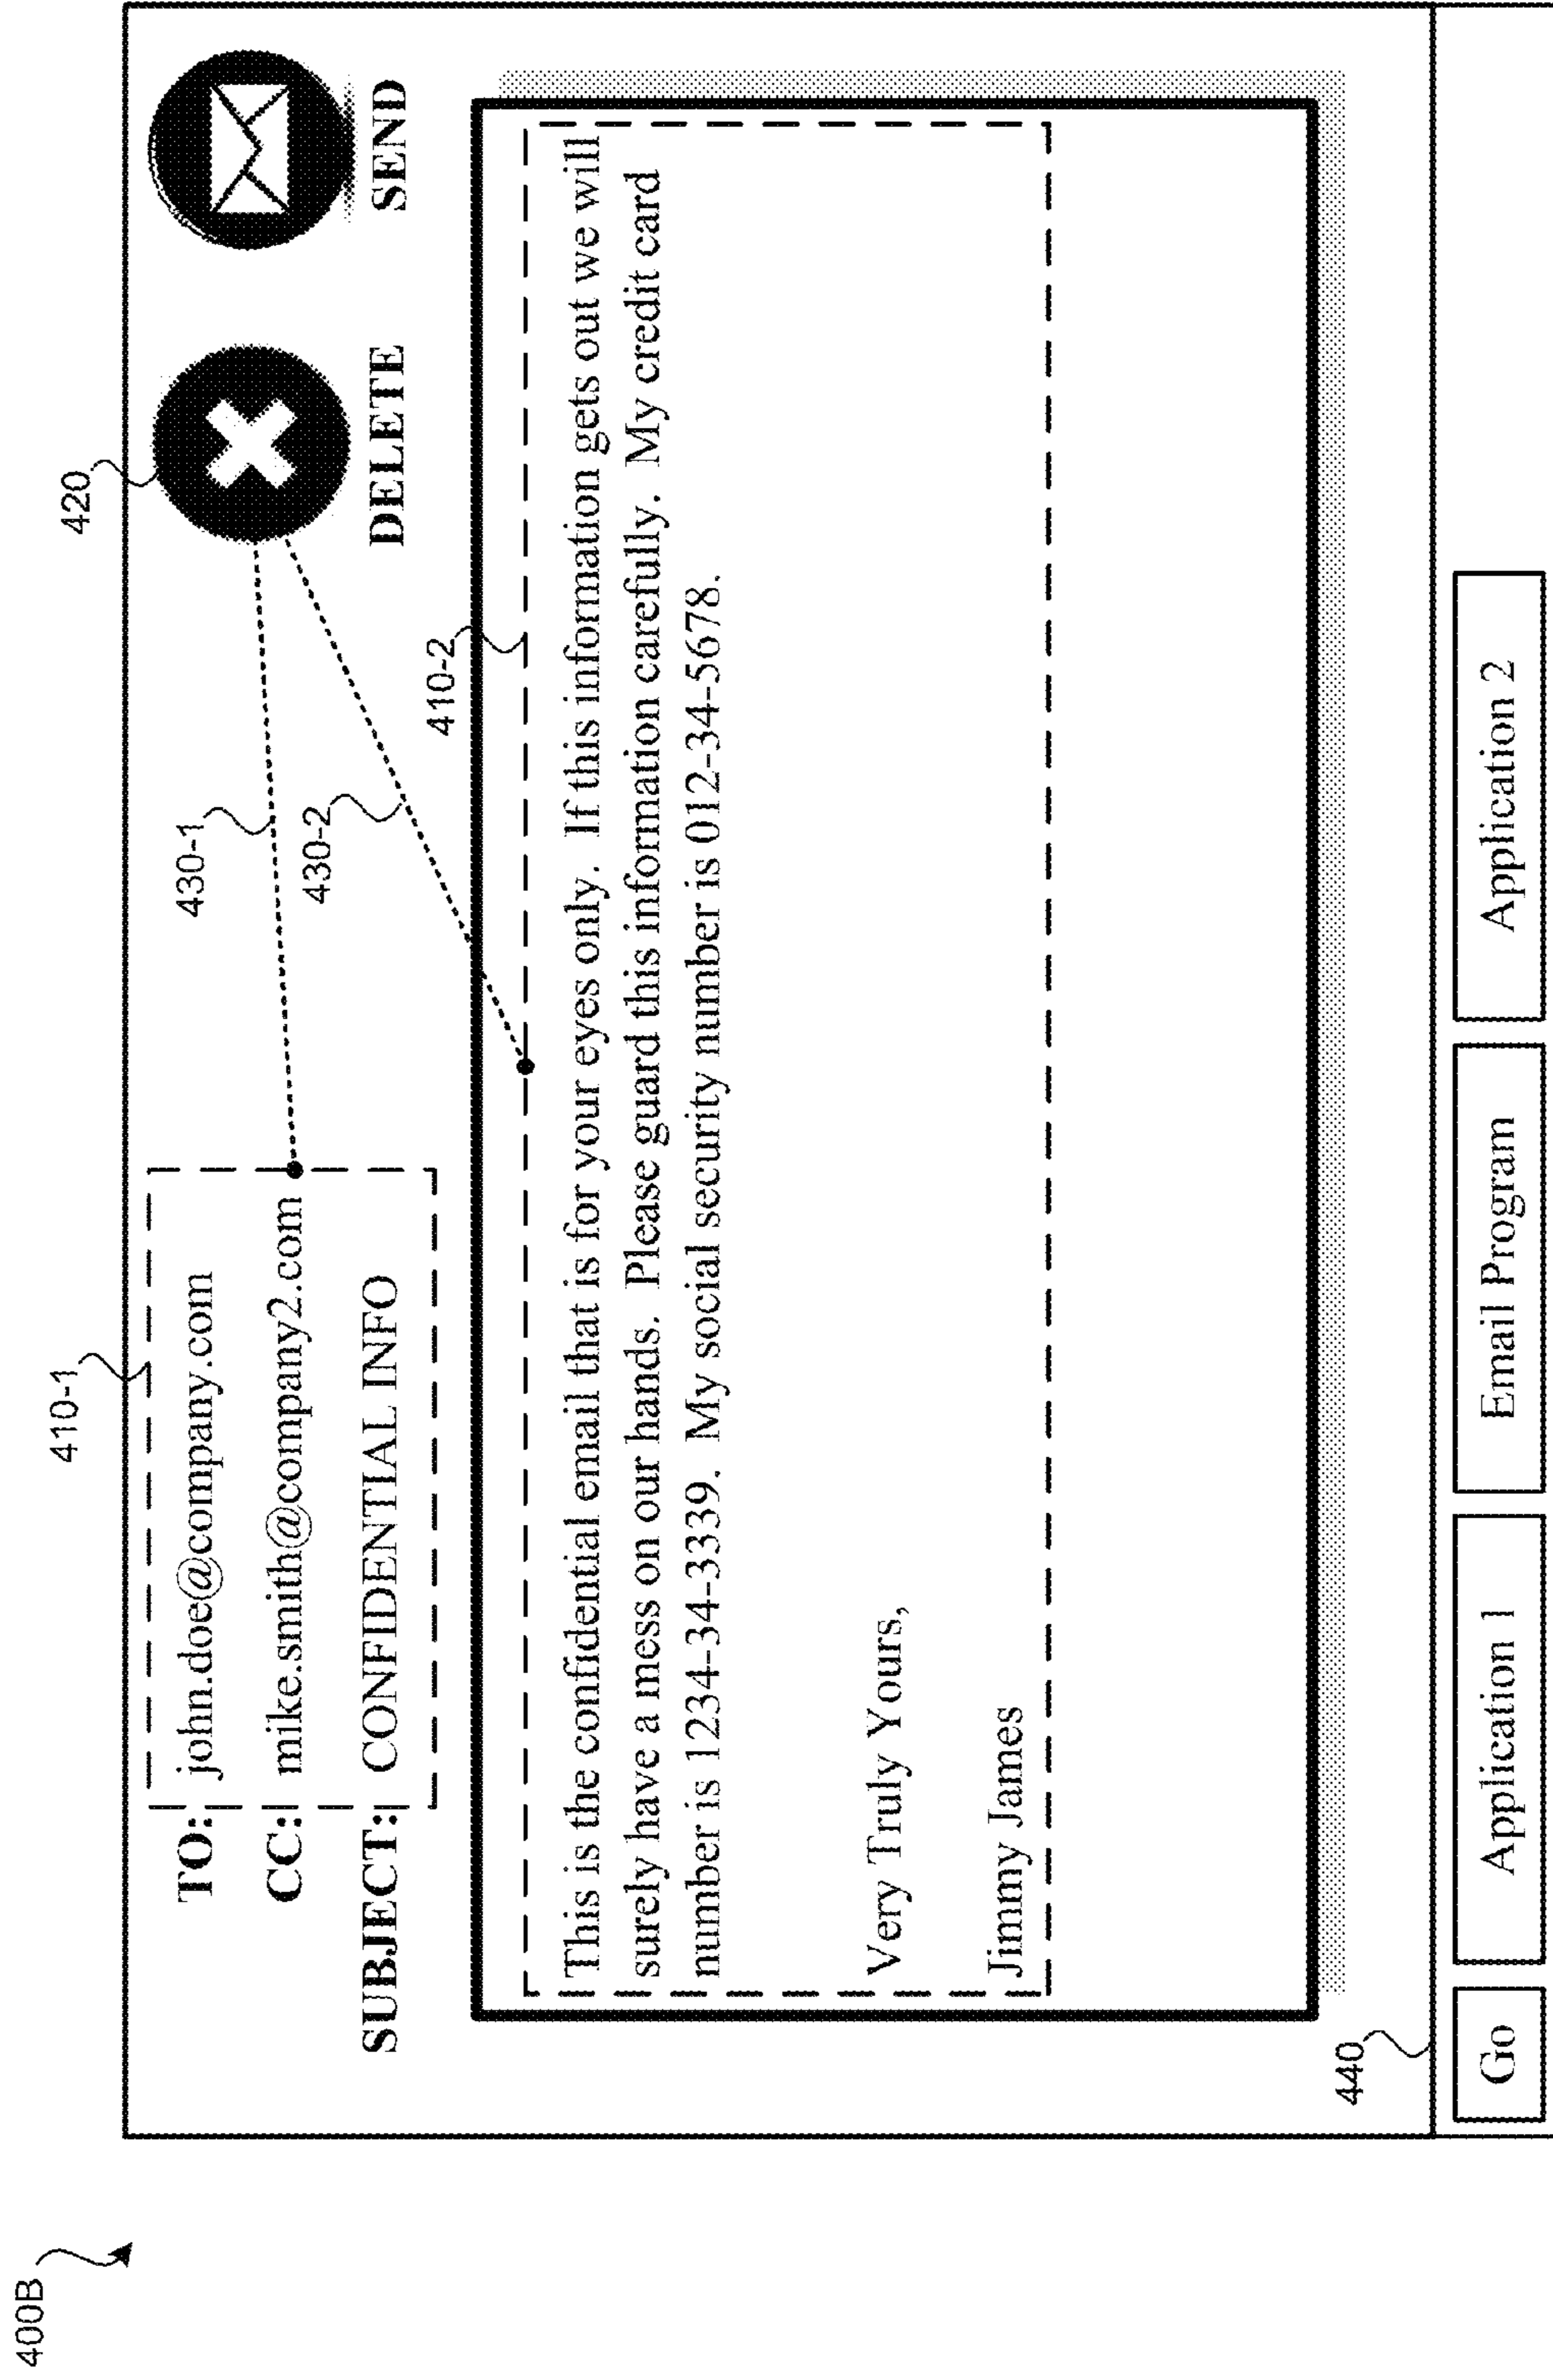 400B
410-1
420
TO: john.doe@company.com
CC: mike.smith@company2.com
SUBJECT: CONFIDENTIAL INFO
430-1
430-2
DELETE
SEND
410-2
This is the confidential email that is for your eyes only. If this information gets out we will
surely have a mess on our hands. Please guard this information carefully. My credit card
number is 1234-34-3339. My social security number is 012-34-5678.
Very Truly Yours,
Jimmy James
440
Go
Application 1
Email Program
Application 2